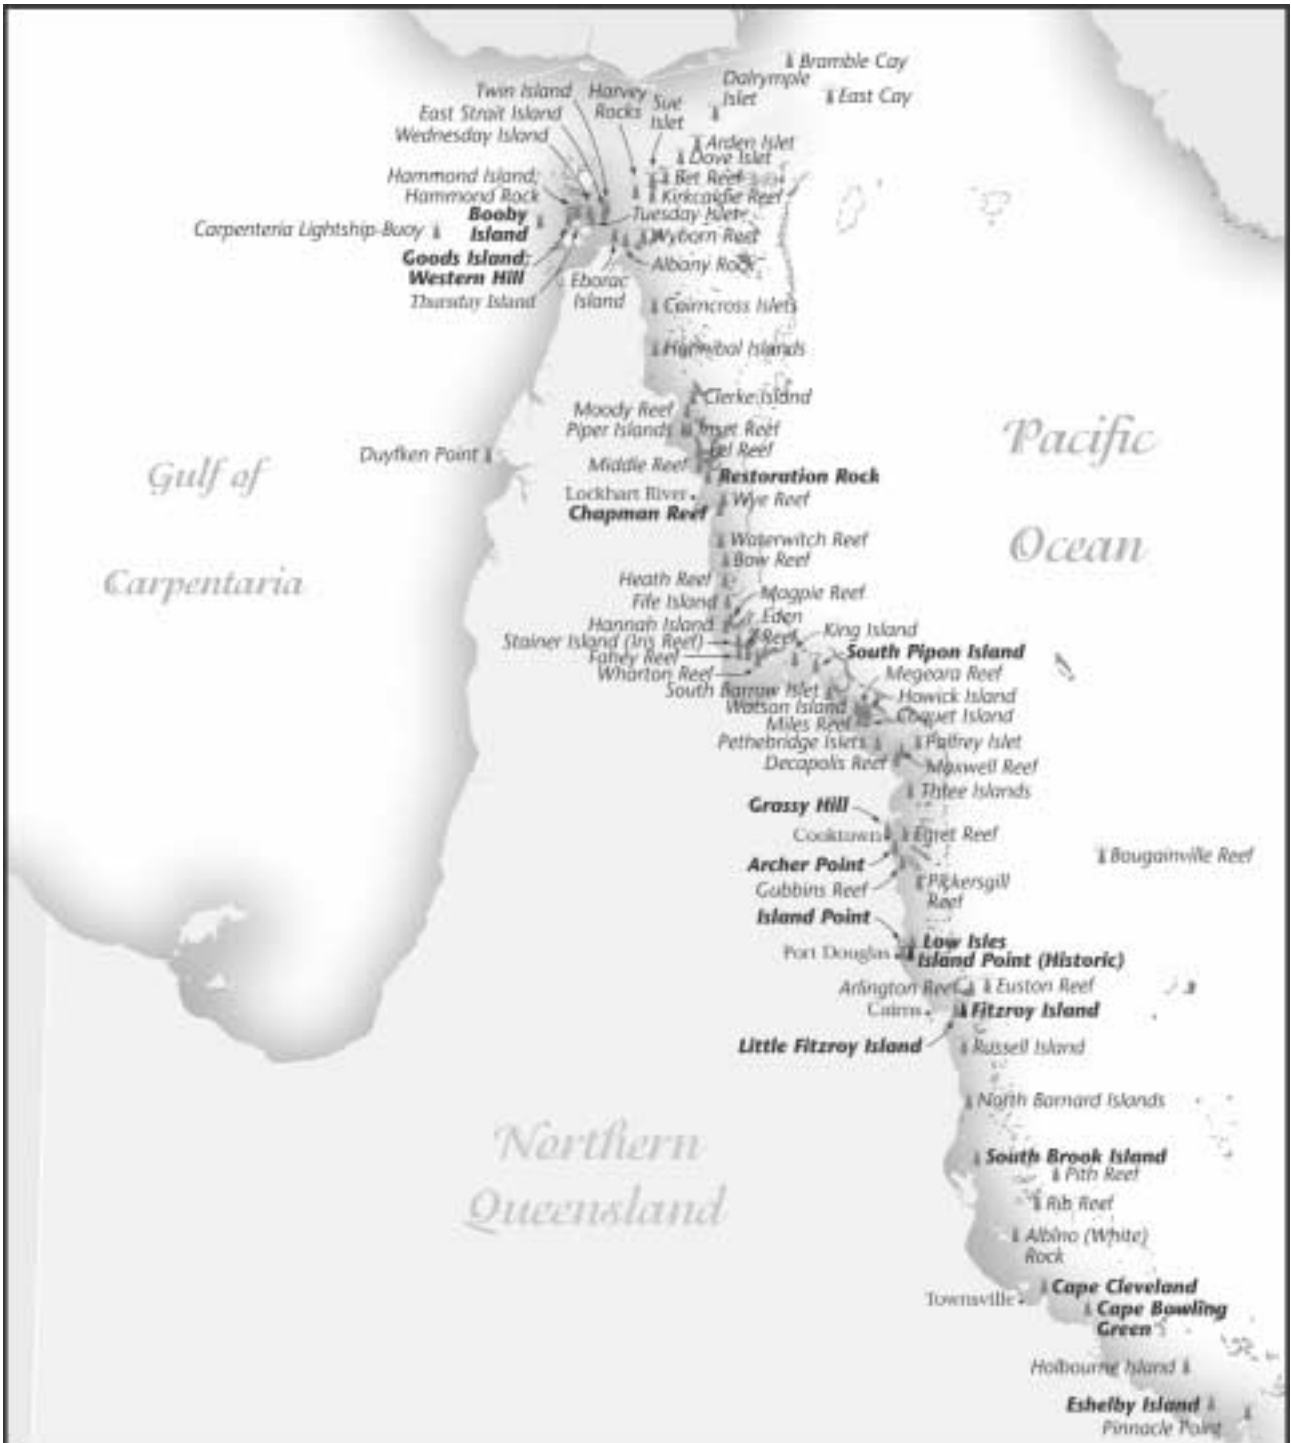 Bramble Cay
Dalrymple
Islet
East Cay
Twin Island
Harvey
Rocks
Sue
Islet
East Strait Island
Wednesday Island
Arden Islet
Dove Islet
Hammond Island;
Hammond Rock
Bet Reef
Kirkcaldie Reef
Booby
Island
Tuesday Islet
Carpenteria Lightship-Buoy
Wyborn Reef
Goods Island;
Western Hill
Albany Rock
Thursday Island
Eborac
Island
Cairncross Islets
Hannibal Islands
Clerke Island
Moody Reef
Piper Islands
Inset Reef
Eel Reef
Duyfken Point
Middle Reef
Restoration Rock
Lockhart River
Wye Reef
Chapman Reef
Pacific
Ocean
Gulf of
Carpentaria
Waterwitch Reef
Bow Reef
Heath Reef
Magpie Reef
Fife Island
Eden
Reef
Hannah Island
King Island
Stainer Island (Iris Reef)
South Pipon Island
Fahey Reef
Wharton Reef
Megeara Reef
South Barrow Islet
Howick Island
Watson Island
Coquet Island
Miles Reef
Pethebridge Islets
Palfrey Islet
Decapolis Reef
Maxwell Reef
Three Islands
Grassy Hill
Cooktown
Egret Reef
Bougainville Reef
Archer Point
Gubbins Reef
Pickersgill
Reef
Island Point
Low Isles
Port Douglas
Island Point (Historic)
Arlington Reef
Euston Reef
Cairns
Fitzroy Island
Little Fitzroy Island
Russell Island
North Barnard Islands
Northern
Queensland
South Brook Island
Pith Reef
Rib Reef
Albino (White)
Rock
Cape Cleveland
Townsville
Cape Bowling
Green
Holbourne Island
Eshelby Island
Pinnacle Point